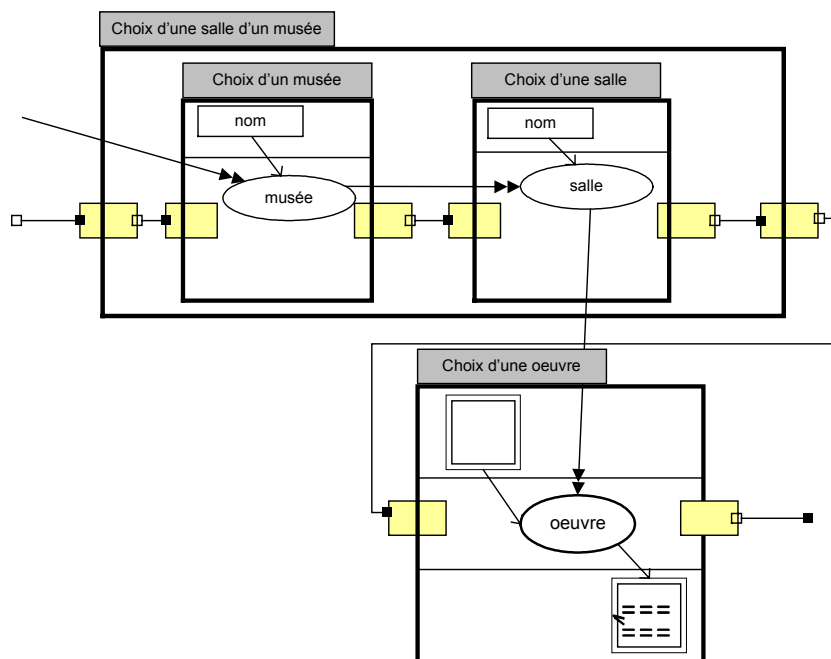 Choix d'une salle d'un musée
Choix d'un musée
Choix d'une salle
nom
nom
musée
salle
Choix d'une oeuvre
oeuvre